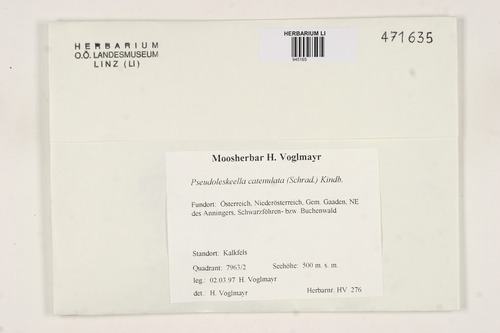 HERBARIUM
O.Ö. LANDESMUSEUM
LINZ (LI)
HERBARIUM LI
945165
471635
Moosherbar H. Voglmayr
Pseudoleskeella catenulata (Schrad.) Kindb.
Fundort: Österreich, Niederösterreich, Gem. Gaaden, NE
des Anningers, Schwarzföhren- bzw. Buchenwald
Standort: Kalkfels
Quadrant: 7963/2 Seehöhe: 500 m. s. m.
leg.: 02.03.97 H. Voglmayr
det.: H. Voglmayr Herbarnr. HV 276